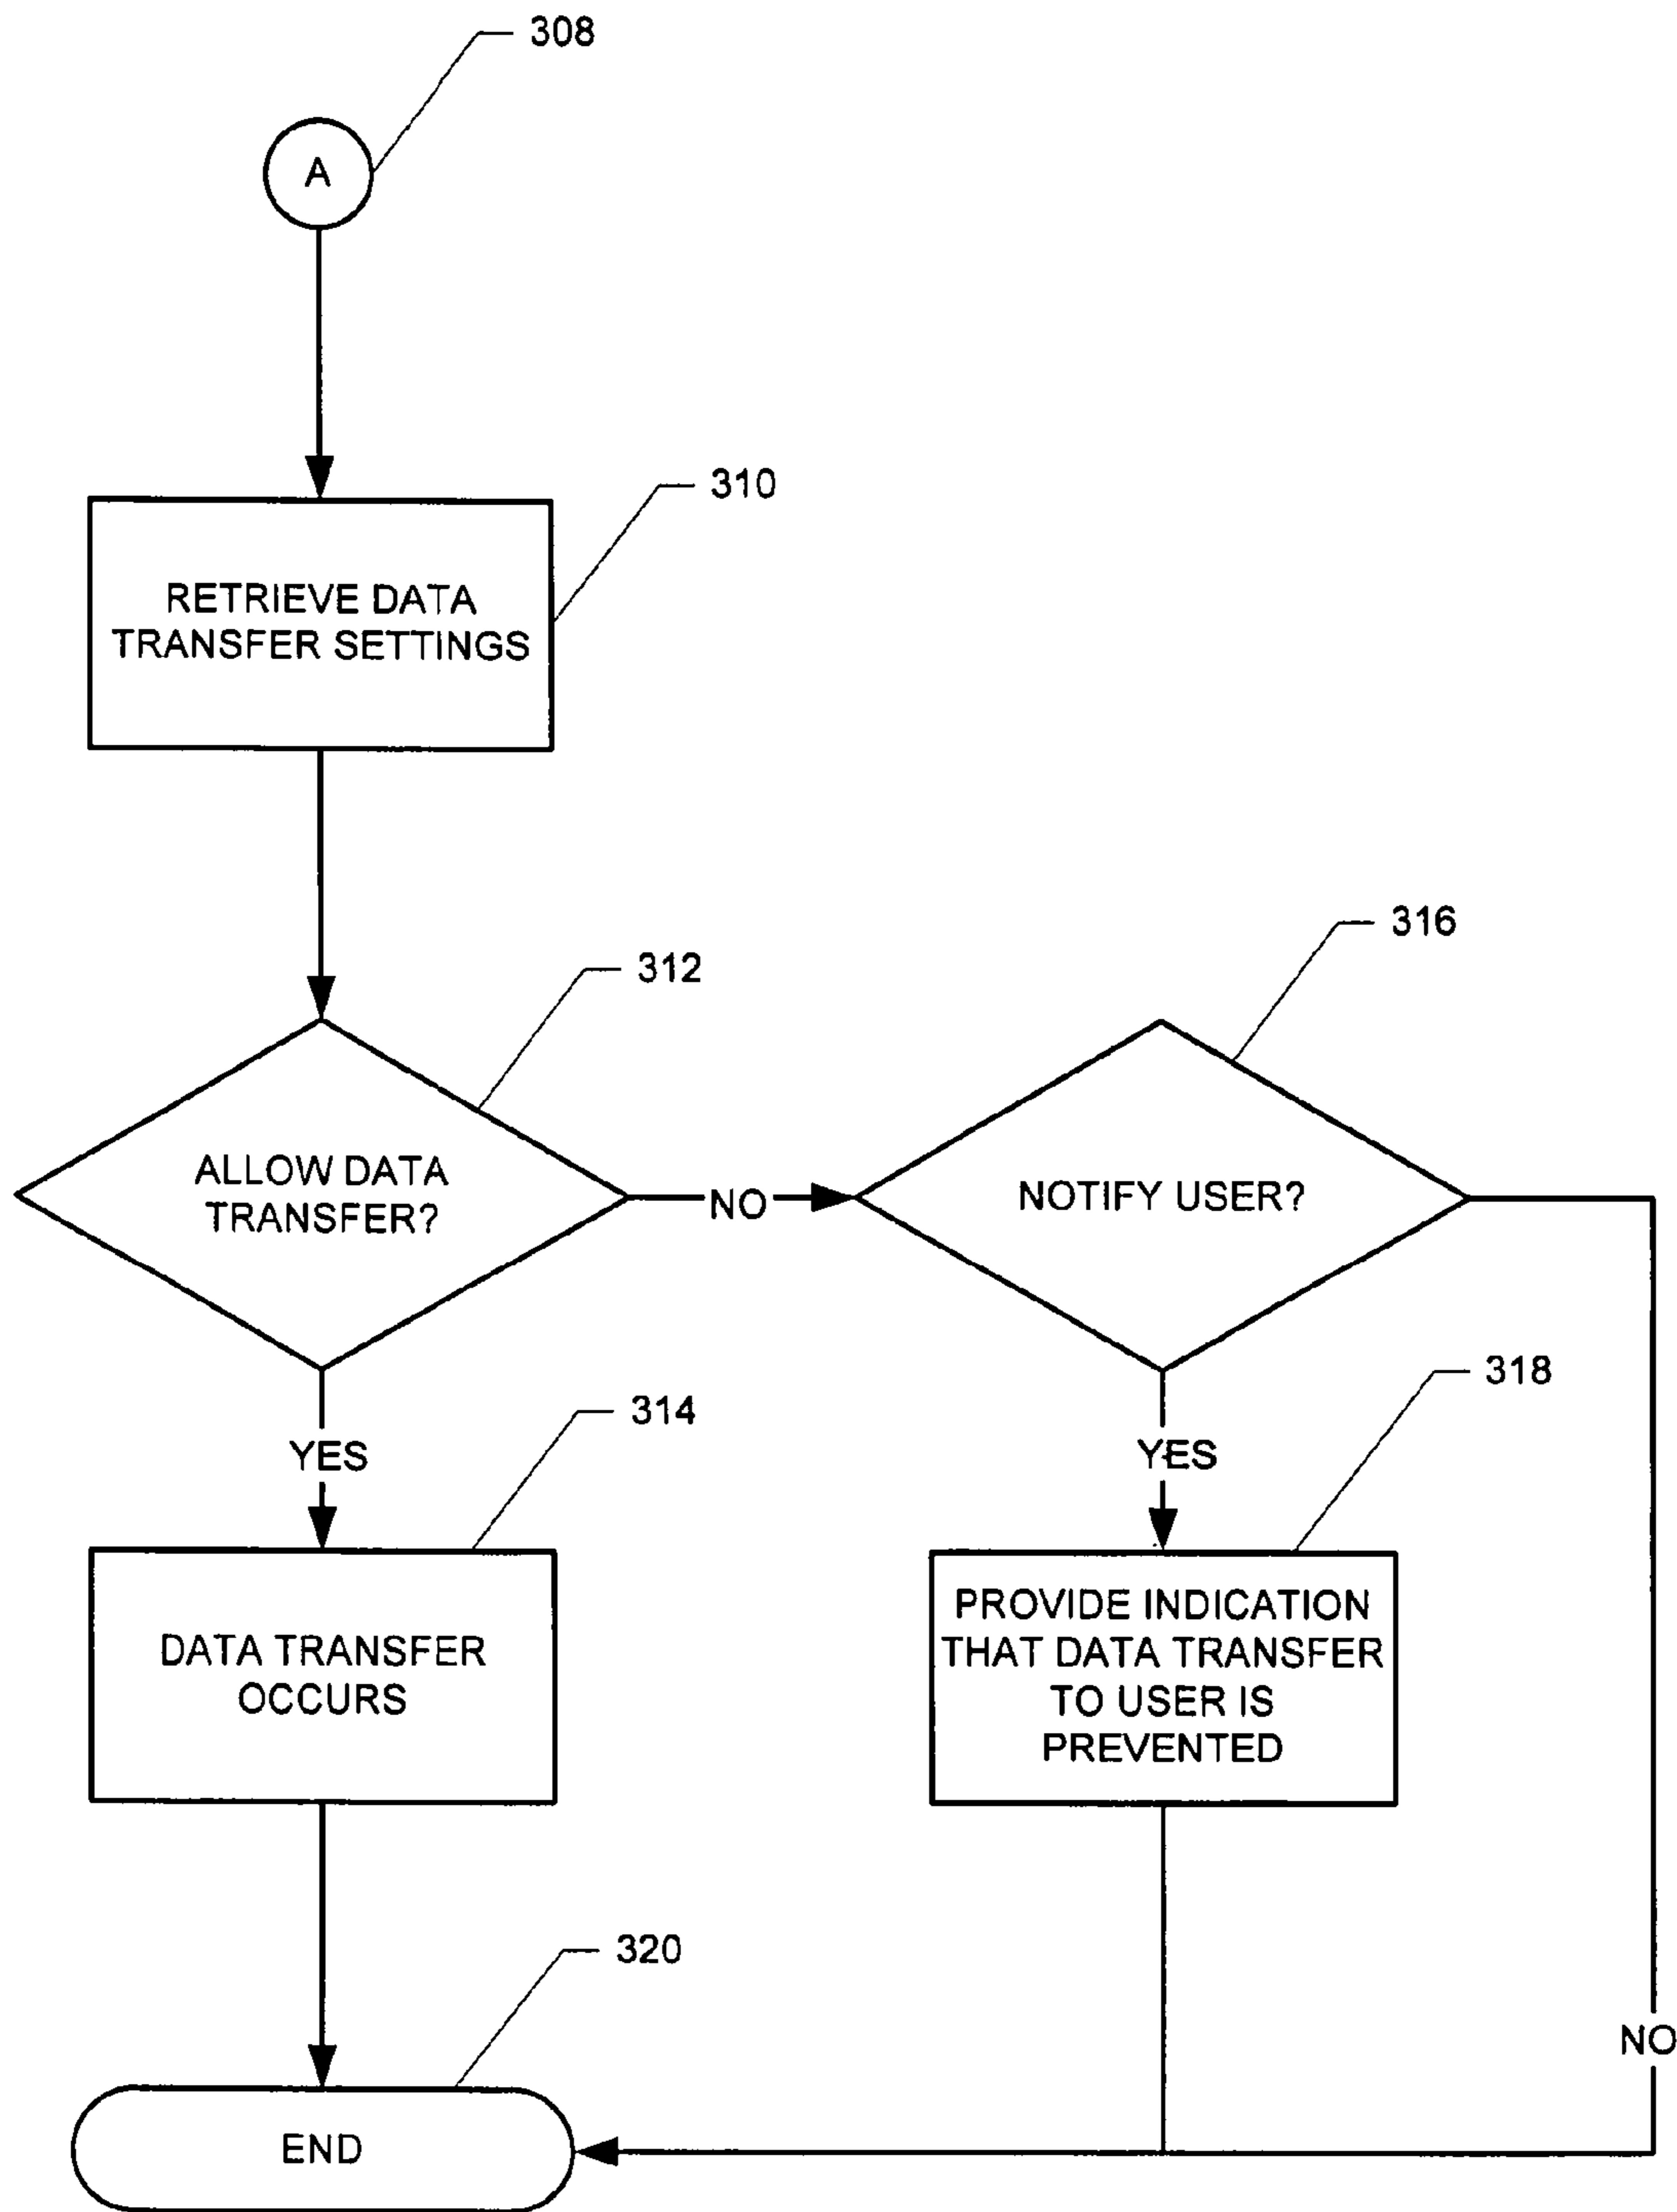 308
A
310
RETRIEVE DATA
TRANSFER SETTINGS
312
316
ALLOW DATA
TRANSFER?
NO
NOTIFY USER?
314
318
YES
YES
DATA TRANSFER
OCCURS
PROVIDE INDICATION
THAT DATA TRANSFER
TO USER IS
PREVENTED
320
NO
END